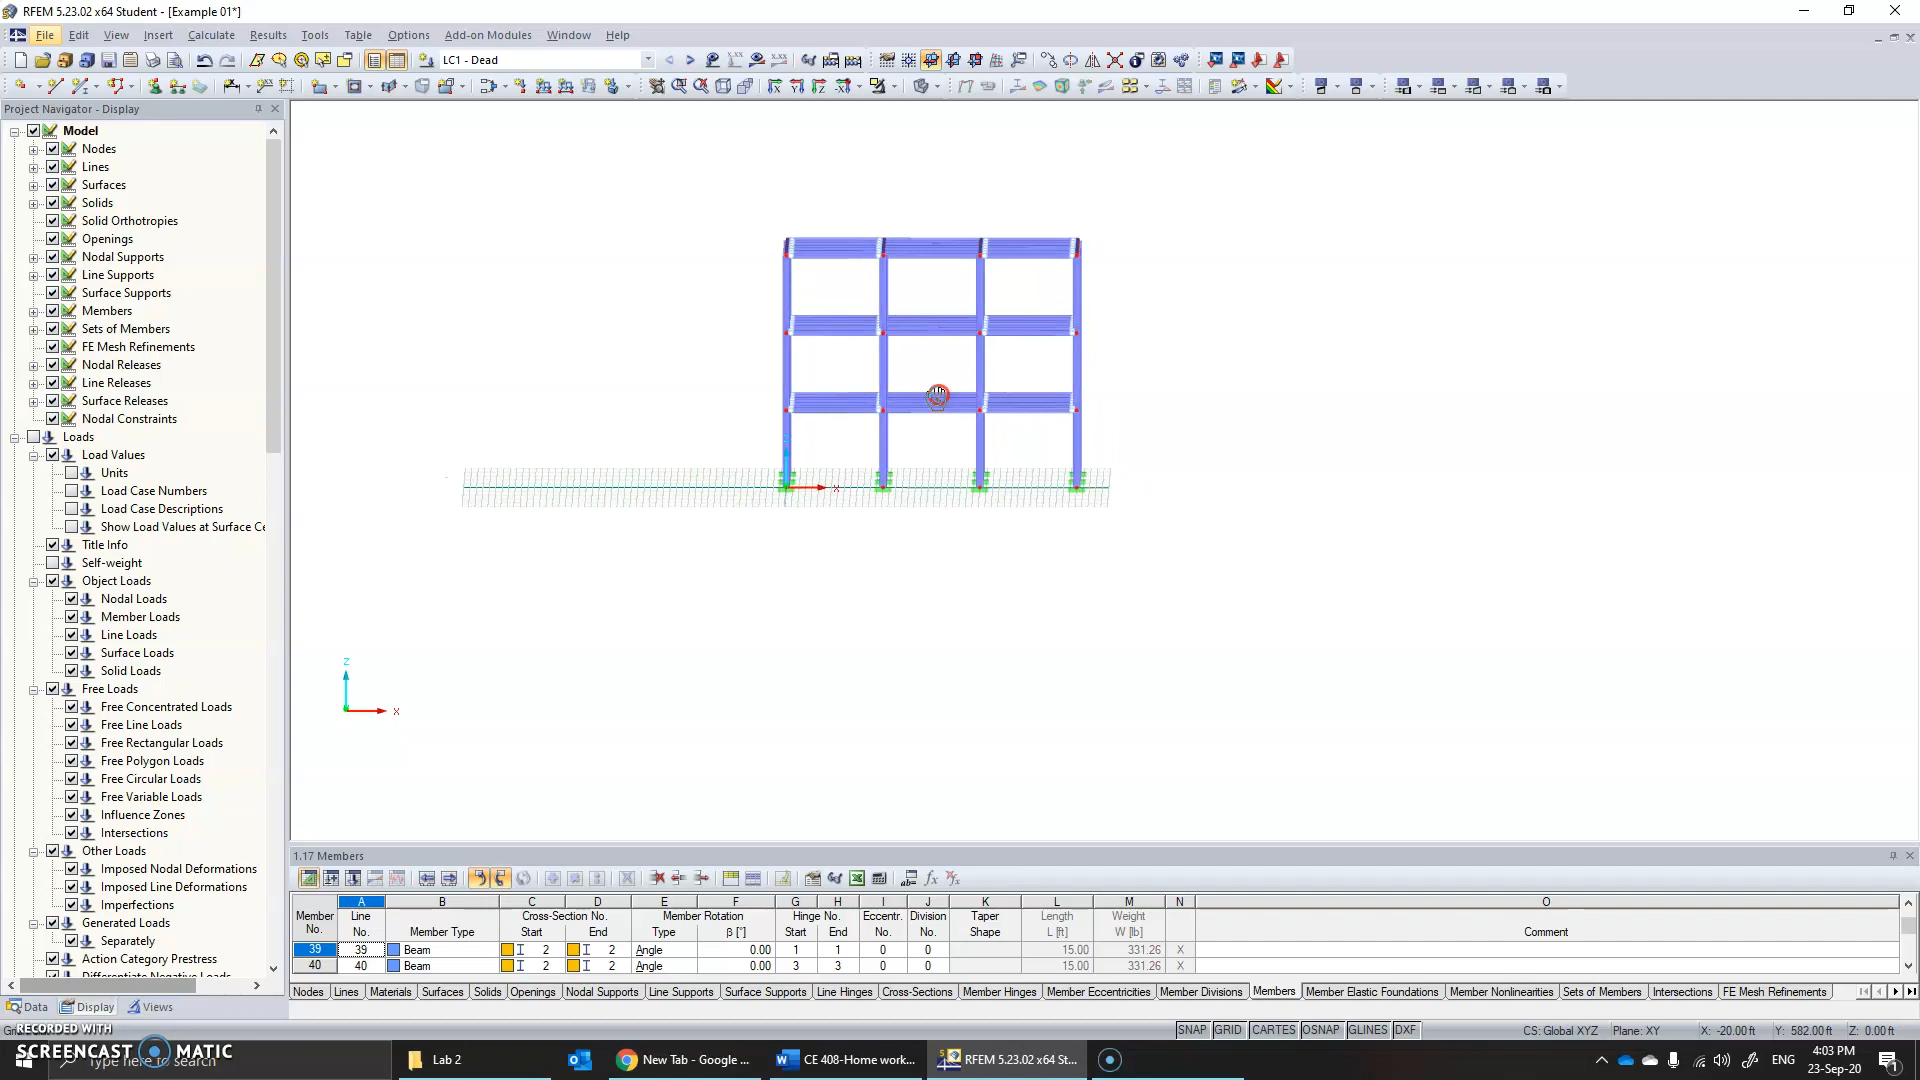 RFEM 5.23.02 x64 Student - [Example 01*]
File Edit View Insert Calculate Results Tools Table Options Add-on Modules Window Help
LC1 - Dead
Project Navigator - Display
Model
Nodes
Lines
Surfaces
Solids
Solid Orthotropies
Openings
Nodal Supports
Line Supports
Surface Supports
Members
Sets of Members
FE Mesh Refinements
Nodal Releases
Line Releases
Surface Releases
Nodal Constraints
Loads
Load Values
Units
Load Case Numbers
Load Case Descriptions
Show Load Values at Surface Ce
Title Info
Self-weight
Object Loads
Nodal Loads
Member Loads
Line Loads
Surface Loads
Solid Loads
Free Loads
Free Concentrated Loads
Free Line Loads
Free Rectangular Loads
Free Polygon Loads
Free Circular Loads
Free Variable Loads
Influence Zones
Intersections
Other Loads
Imposed Nodal Deformations
Imposed Line Deformations
Imperfections
Generated Loads
Separately
Action Category Prestress
Data Display Views
X
Z
X
1.17 Members
A B C D E F G H I J K L M N O
Member Line Cross-Section No. Member Rotation Hinge No. Eccentr. Division Taper Length Weight
No. No. Member Type Start End Type β [°] Start End No. No. Shape L [ft] W [lb] Comment
39 39 Beam 2 2 Angle 0.00 1 1 0 0 15.00 331.26 X
40 40 Beam 2 2 Angle 0.00 3 3 0 0 15.00 331.26 X
Nodes Lines Materials Surfaces Solids Openings Nodal Supports Line Supports Surface Supports Line Hinges Cross-Sections Member Hinges Member Eccentricities Member Divisions Members Member Elastic Foundations Member Nonlinearities Sets of Members Intersections FE Mesh Refinements
SNAP GRID CARTES OSNAP GLINES DXF CS: Global XYZ Plane: XY X: -20.00 ft Y: 582.00 ft Z: 0.00 ft
RECORDED WITH
SCREENCAST MATIC
Type here to search
Lab 2
New Tab - Google ...
CE 408-Home work...
RFEM 5.23.02 x64 St...
ENG
4:03 PM
23-Sep-20
1